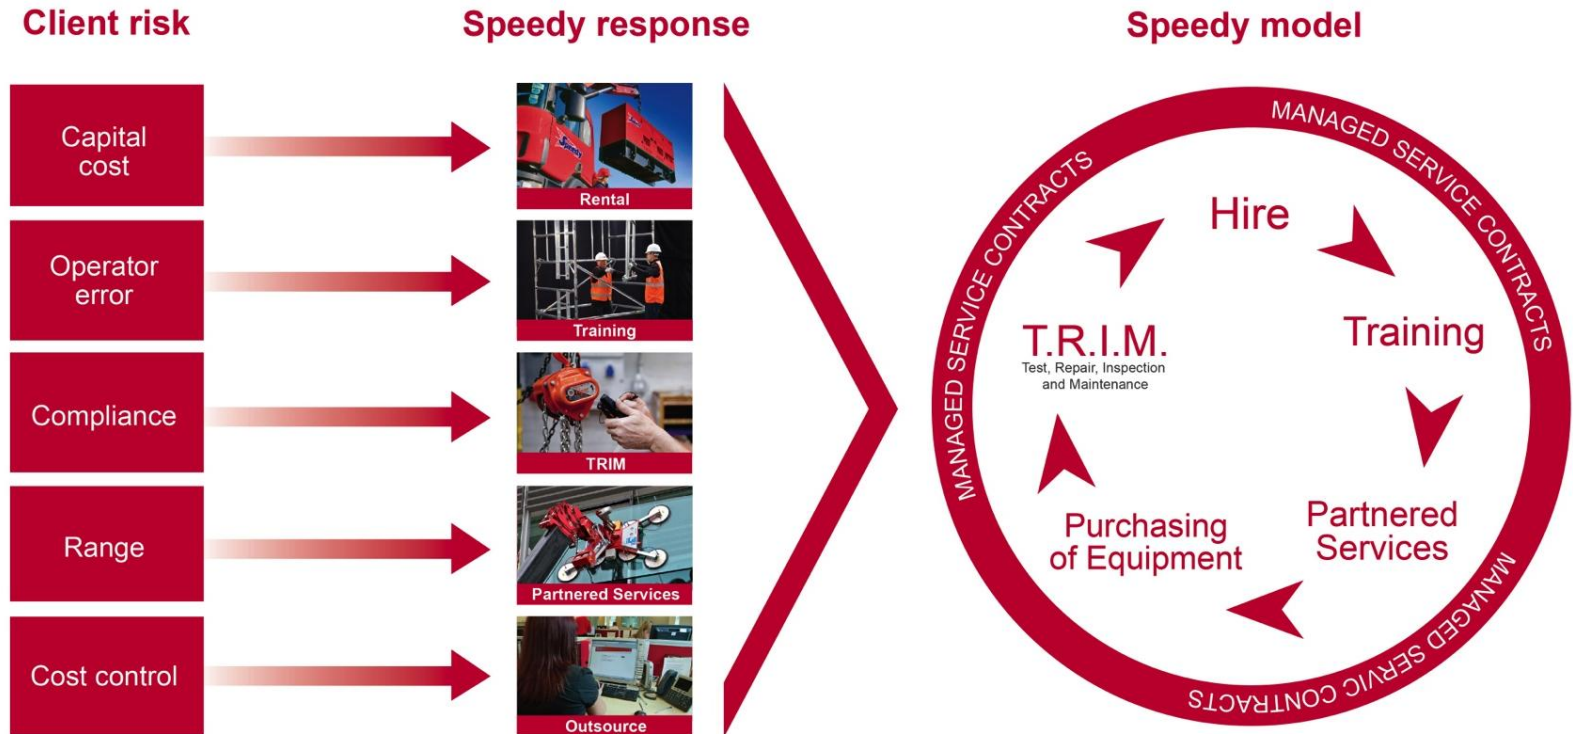 Client risk
Speedy response
Speedy model
Capital
cost
Operator
error
Compliance
Range
Cost control
Speedy
Rental
Training
TRIM
Partnered Services
Outsource
MANAGED SERVICE CONTRACTS
MANAGED SERVICE CONTRACTS
MANAGED SERVIC CONTRACTS
Hire
Training
Partnered
Services
Purchasing
of Equipment
T.R.I.M.
Test, Repair, Inspection
and Maintenance